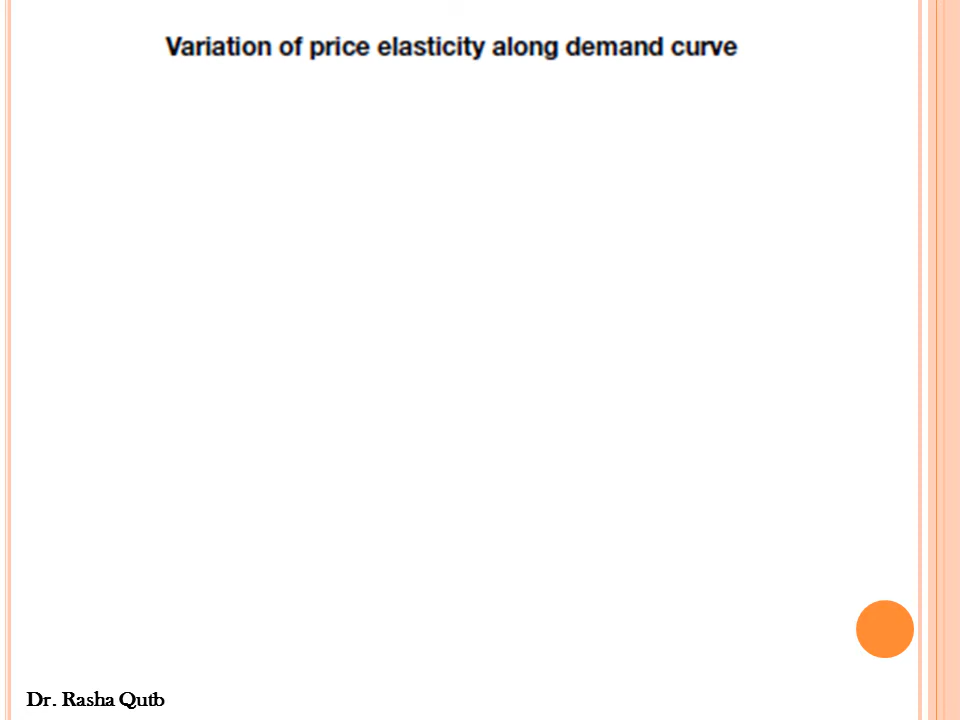 Variation of price elasticity along demand curve
Dr. Rasha Qutb